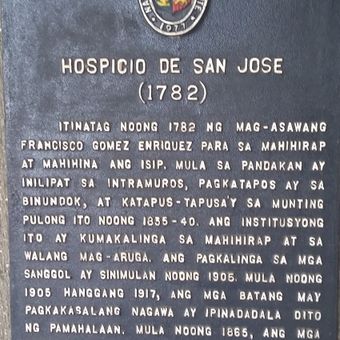 1977
HOSPICIO DE SAN JOSE
(1782)
ITINATAG NOONG 1782 NG MAG-ASAWANG
FRANCISCO GOMEZ ENRIQUEZ PARA SA MAHIHIRAP
AT MAHIHINA ANG ISIP. MULA SA PANDAKAN AY
INILIPAT SA INTRAMUROS, PAGKATAPOS AY SA
BINUNDOK, AT KATAPUS-TAPUSA'Y SA MUNTING
PULONG ITO NOONG 1835-40. ANG INSTITUSYONG
ITO AY KUMAKALINGA SA MAHIHIRAP AT SA
WALANG MAG-ARUGA. ANG PAGKALINGA SA MGA
SANGGOL AY SINIMULAN NOONG 1905. MULA NOONG
1905 HANGGANG 1917, ANG MGA BATANG MAY
PAGKAKASALANG NAGAWA AY IPINADADALA DITO
NG PAMAHALAAN. MULA NOONG 1865, ANG MGA